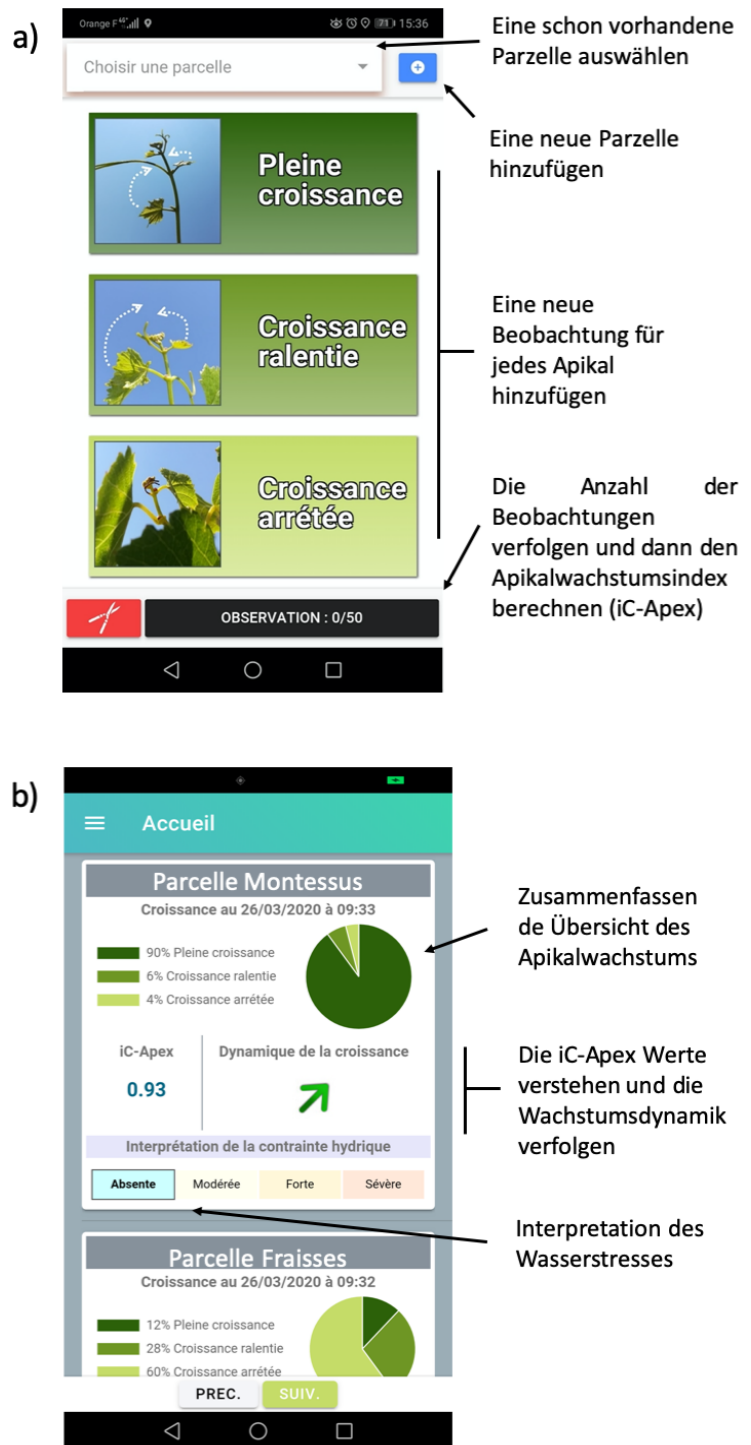 a)
Orange F 4G+
71
15:36
Choisir une parcelle
Eine schon vorhandene
Parzelle auswählen
Eine neue Parzelle
hinzufügen
Pleine
croissance
Croissance
ralentie
Eine neue
Beobachtung für
jedes Apikal
hinzufügen
Croissance
arrétée
Die Anzahl der
Beobachtungen
verfolgen und dann den
Apikalwachstumsindex
berechnen (iC-Apex)
OBSERVATION : 0/50
b)
Accueil
Parcelle Montessus
Croissance au 26/03/2020 à 09:33
90% Pleine croissance
6% Croissance ralentie
4% Croissance arrétée
Zusammenfassen
de Übersicht des
Apikalwachstums
iC-Apex
Dynamique de la croissance
0.93
Die iC-Apex Werte
verstehen und die
Wachstumsdynamik
verfolgen
Interprétation de la contrainte hydrique
Absente Modérée Forte Sévère
Interpretation des
Wasserstresses
Parcelle Fraisses
Croissance au 26/03/2020 à 09:32
12% Pleine croissance
28% Croissance ralentie
60% Croissance arrétée
PREC. SUIV.